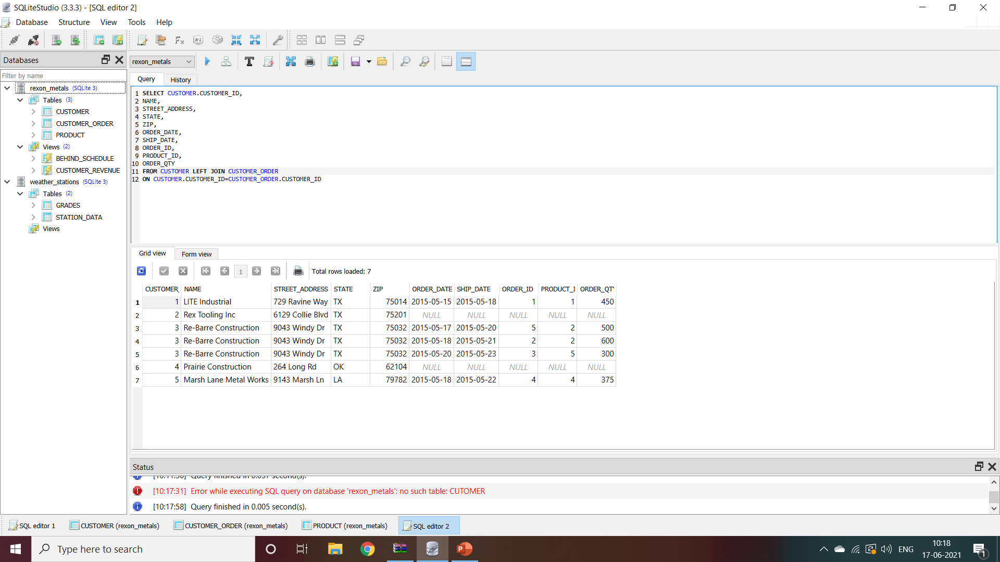 SQLiteStudio (3.3.3) - [SQL editor 2]
Database Structure View Tools Help
Databases
rexon_metals
Filter by name
Query History
rexon_metals (SQLite 3)
Tables (3)
CUSTOMER
CUSTOMER_ORDER
PRODUCT
Views (2)
BEHIND_SCHEDULE
CUSTOMER_REVENUE
weather_stations (SQLite 3)
Tables (2)
GRADES
STATION_DATA
Views
1 SELECT CUSTOMER.CUSTOMER_ID,
2 NAME,
3 STREET_ADDRESS,
4 STATE,
5 ZIP,
6 ORDER_DATE,
7 SHIP_DATE,
8 ORDER_ID,
9 PRODUCT_ID,
10 ORDER_QTY
11 FROM CUSTOMER LEFT JOIN CUSTOMER_ORDER
12 ON CUSTOMER.CUSTOMER_ID=CUSTOMER_ORDER.CUSTOMER_ID
Grid view Form view
1 Total rows loaded: 7
CUSTOMER_ NAME STREET_ADDRESS STATE ZIP ORDER_DATE SHIP_DATE ORDER_ID PRODUCT_I ORDER_QT
1 1 LITE Industrial 729 Ravine Way TX 75014 2015-05-15 2015-05-18 1 1 450
2 2 Rex Tooling Inc 6129 Collie Blvd TX 75201 NULL NULL NULL NULL NULL
3 3 Re-Barre Construction 9043 Windy Dr TX 75032 2015-05-17 2015-05-20 5 2 500
4 3 Re-Barre Construction 9043 Windy Dr TX 75032 2015-05-18 2015-05-21 2 2 600
5 3 Re-Barre Construction 9043 Windy Dr TX 75032 2015-05-20 2015-05-23 3 5 300
6 4 Prairie Construction 264 Long Rd OK 62104 NULL NULL NULL NULL NULL
7 5 Marsh Lane Metal Works 9143 Marsh Ln LA 79782 2015-05-18 2015-05-22 4 4 375
Status
Query finished in 0.037 second(s).
[10:17:31] Error while executing SQL query on database 'rexon_metals': no such table: CUTOMER
[10:17:58] Query finished in 0.005 second(s).
SQL editor 1 CUSTOMER (rexon_metals) CUSTOMER_ORDER (rexon_metals) PRODUCT (rexon_metals) SQL editor 2
Type here to search
ENG
10:18
17-06-2021
1